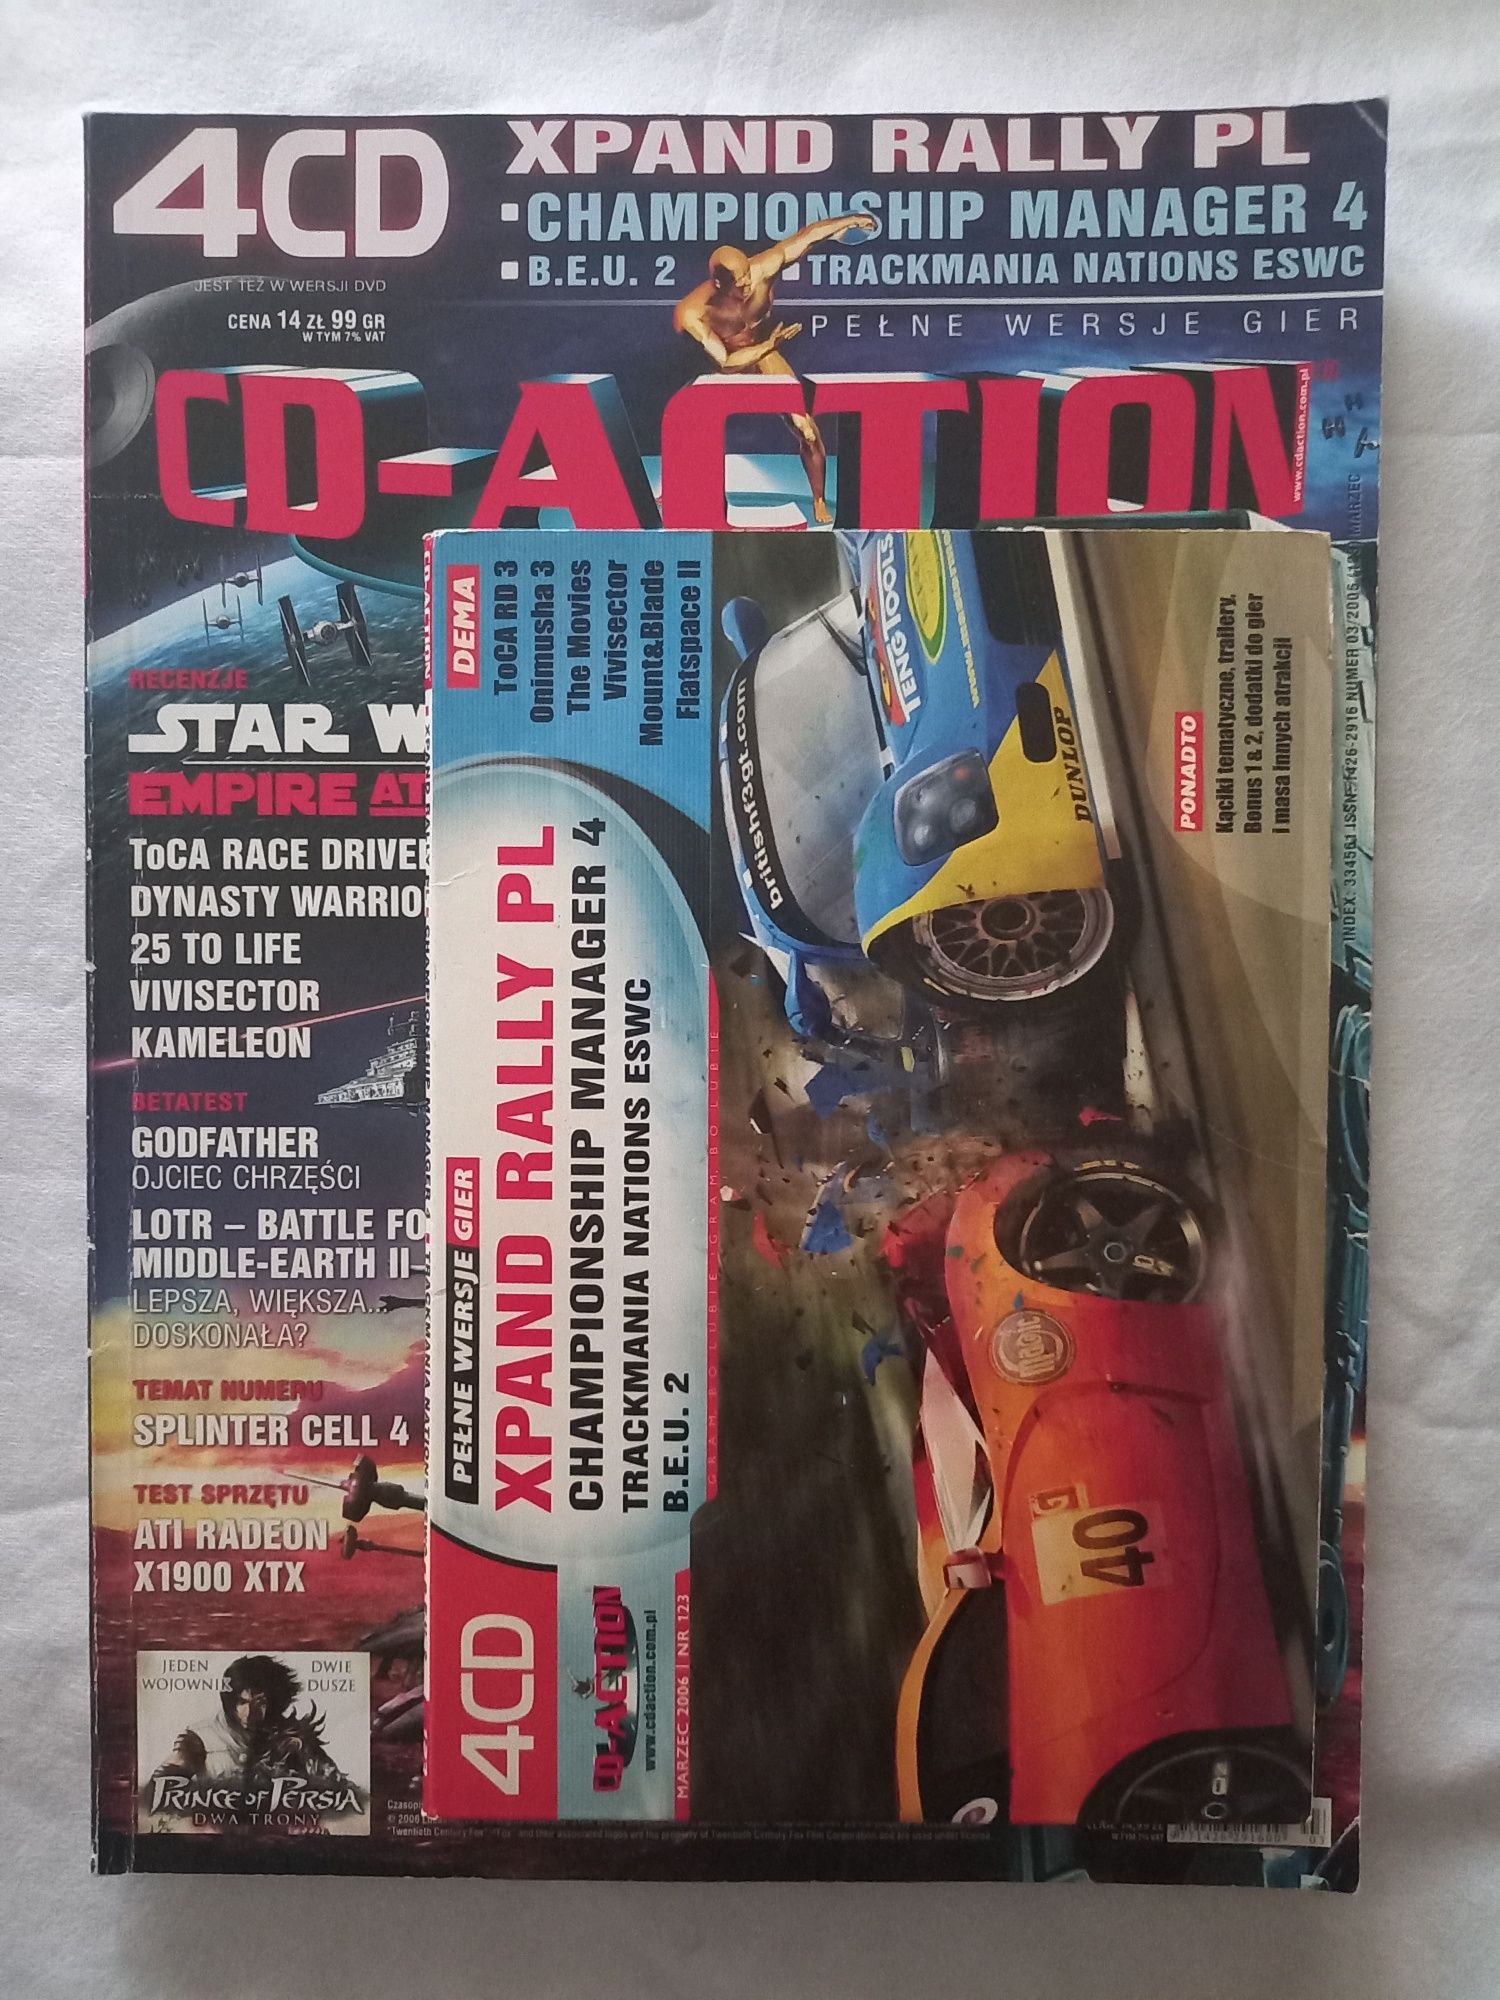 4CD
JEST TEŻ W WERSJI DVD
CENA 14 ZŁ 99 GR
W TYM 7% VAT
XPAND RALLY PL
CHAMPIONSHIP MANAGER 4
B.E.U. 2
TRACKMANIA NATIONS ESWC
PEŁNE WERSJE GIER
CD-ACTION
www.cdaction.com.pl
RECENZJE
STAR W
EMPIRE AT
ToCA RACE DRIVER
DYNASTY WARRIO
25 TO LIFE
VIVISECTOR
KAMELEON
BETATEST
GODFATHER
OJCIEC CHRZĘŚCI
LOTR – BATTLE FO
MIDDLE-EARTH II
LEPSZA, WIĘKSZA...
DOSKONAŁA?
TEMAT NUMERU
SPLINTER CELL 4
TEST SPRZĘTU
ATI RADEON
X1900 XTX
JEDEN
WOJOWNIK
DWIE
DUSZE
PRINCE OF PERSIA
DWA TRONY
4CD
CD-ACTION
www.cdaction.com.pl
MARZEC 2006 | NR 123
PEŁNE WERSJE GIER
XPAND RALLY PL
CHAMPIONSHIP MANAGER 4
TRACKMANIA NATIONS ESWC
B.E.U. 2
DEMA
ToCA RD 3
Onimusha 3
The Movies
Vivisector
Mount&Blade
Flatspace II
britishf3gt.com
TENG TOOLS
DUNLOP
magic
40
PONADTO
Kąciki tematyczne, trailery,
Bonus 1 & 2, dodatki do gier
i masa innych atrakcji